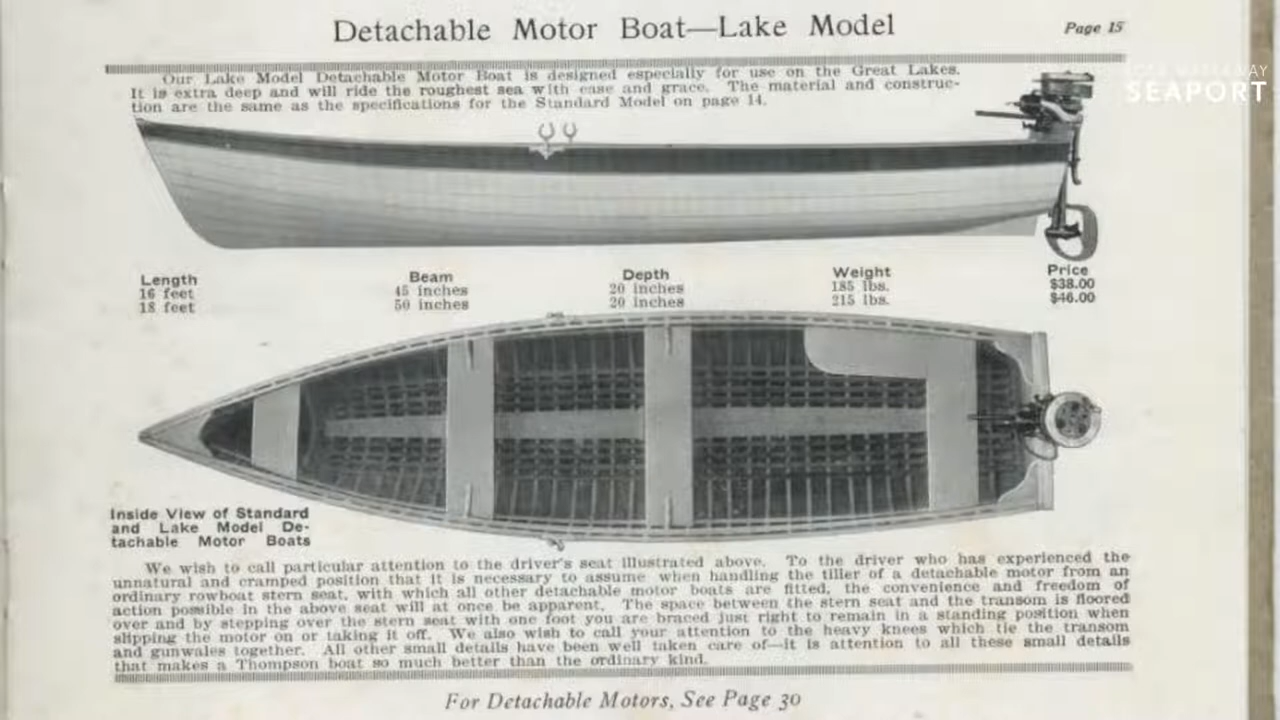 Detachable Motor Boat—Lake Model
Page 15
SEAPORT
Our Lake Model Detachable Motor Boat is designed especially for use on the Great Lakes.
It is extra deep and will ride the roughest sea with ease and grace. The material and construc-
tion are the same as the specifications for the Standard Model on page 14.
Length Beam Depth Weight Price
16 feet 45 inches 20 inches 185 lbs. $38.00
18 feet 50 inches 20 inches 215 lbs. $46.00
Inside View of Standard
and Lake Model De-
tachable Motor Boats
We wish to call particular attention to the driver's seat illustrated above. To the driver who has experienced the
unnatural and cramped position that it is necessary to assume when handling the tiller of a detachable motor from an
ordinary rowboat stern seat, with which all other detachable motor boats are fitted, the convenience and freedom of
action possible in the above seat will at once be apparent. The space between the stern seat and the transom is floored
over and by stepping over the stern seat with one foot you are braced just right to remain in a standing position when
slipping the motor on or taking it off. We also wish to call your attention to the heavy knees which tie the transom
and gunwales together. All other small details have been well taken care of—it is attention to all these small details
that makes a Thompson boat so much better than the ordinary kind.
For Detachable Motors, See Page 30